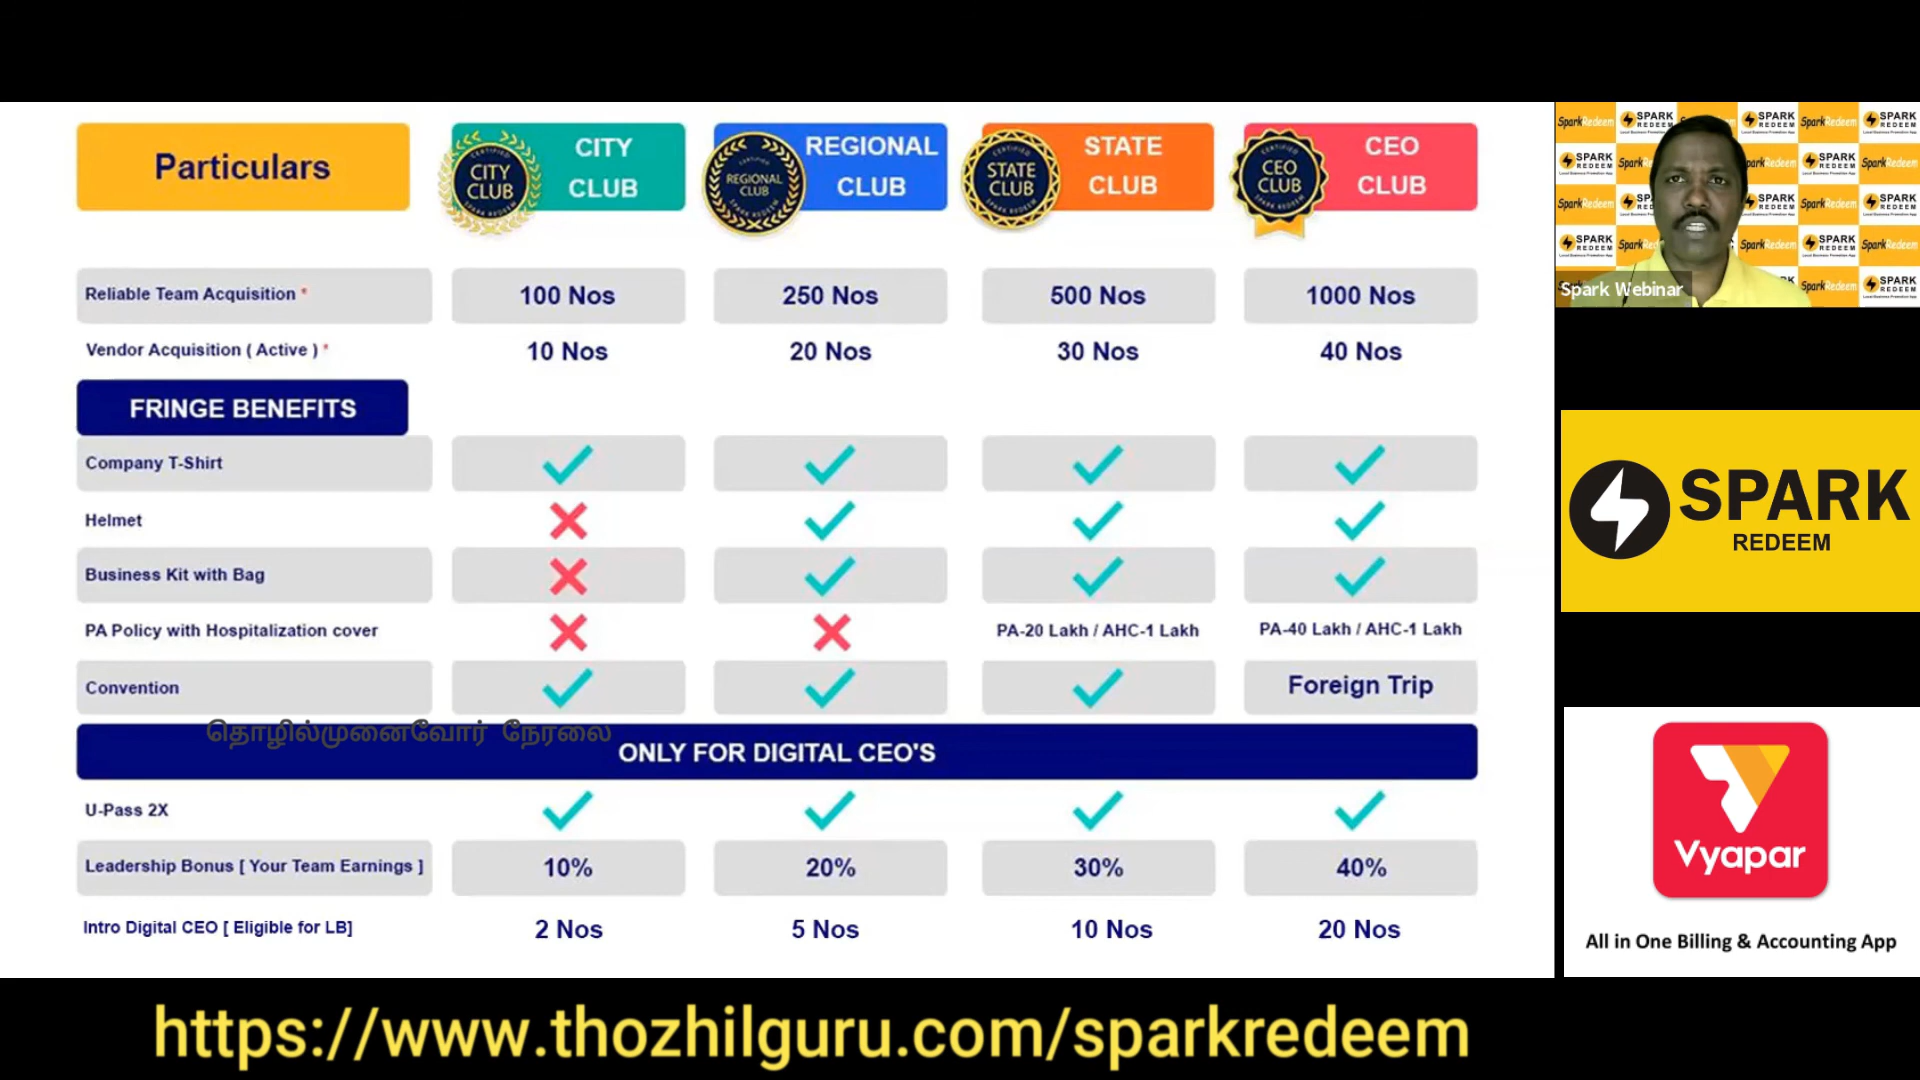 Particulars
CITY CLUB
REGIONAL CLUB
STATE CLUB
CEO CLUB
CITY CLUB
REGIONAL CLUB
STATE CLUB
CEO CLUB
Reliable Team Acquisition * 100 Nos 250 Nos 500 Nos 1000 Nos
Vendor Acquisition ( Active ) * 10 Nos 20 Nos 30 Nos 40 Nos
FRINGE BENEFITS
Company T-Shirt
Helmet
Business Kit with Bag
PA Policy with Hospitalization cover PA-20 Lakh / AHC-1 Lakh PA-40 Lakh / AHC-1 Lakh
Convention Foreign Trip
தொழில்முனைவோர் நேரலை
ONLY FOR DIGITAL CEO'S
U-Pass 2X
Leadership Bonus [ Your Team Earnings ] 10% 20% 30% 40%
Intro Digital CEO [ Eligible for LB] 2 Nos 5 Nos 10 Nos 20 Nos
Spark Webinar
SPARK
REDEEM
Vyapar
All in One Billing & Accounting App
https://www.thozhilguru.com/sparkredeem